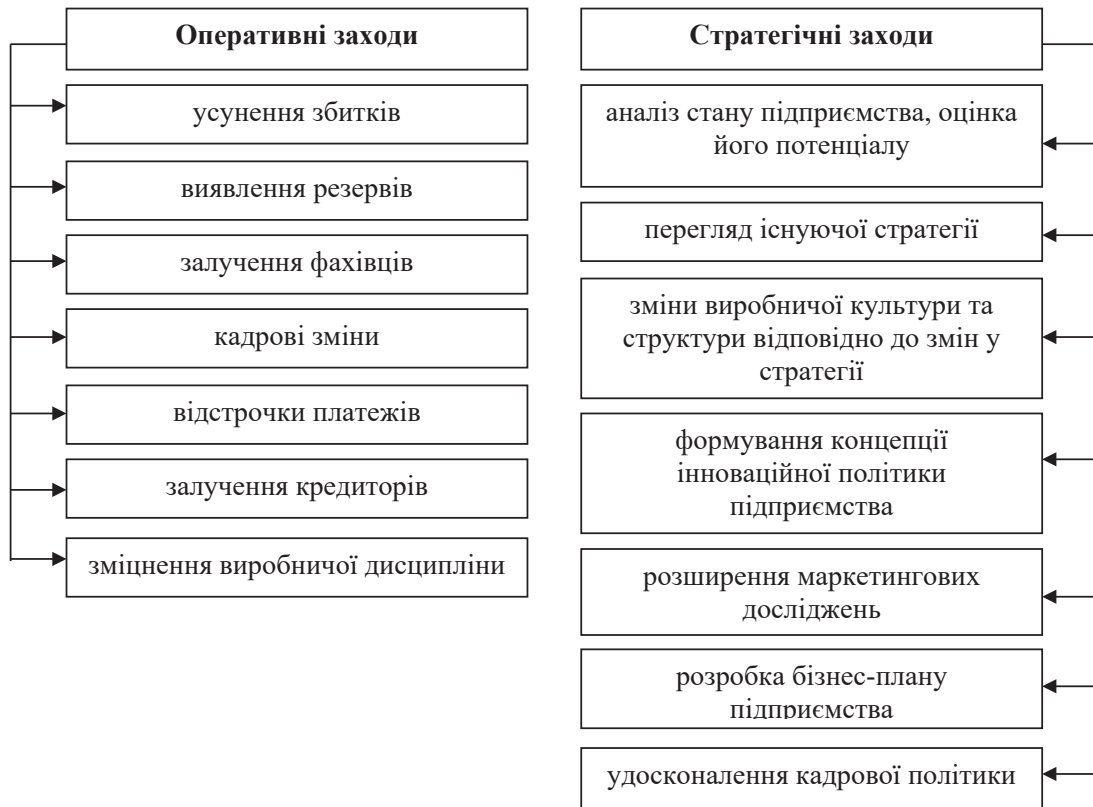 Оперативні заходи
усунення збитків
виявлення резервів
залучення фахівців
кадрові зміни
відстрочки платежів
залучення кредиторів
зміцнення виробничої дисципліни
Стратегічні заходи
аналіз стану підприємства, оцінка
його потенціалу
перегляд існуючої стратегії
зміни виробничої культури та
структури відповідно до змін у
стратегії
формування концепції
інноваційної політики
підприємства
розширення маркетингових
досліджень
розробка бізнес-плану
підприємства
удосконалення кадрової політики